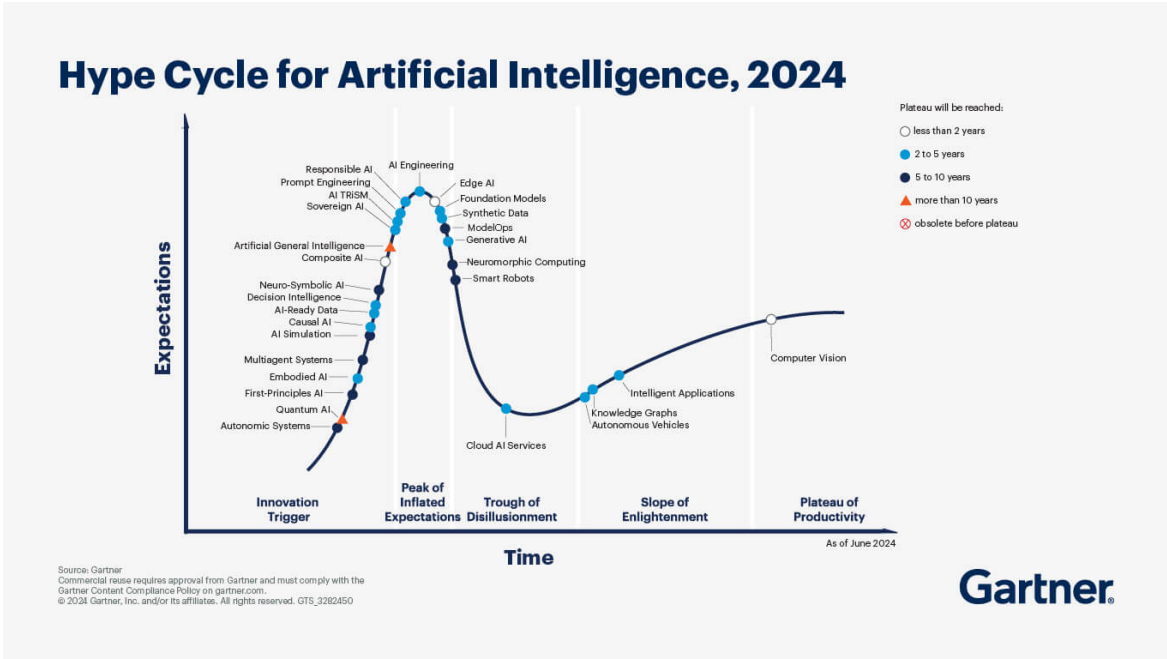 Hype Cycle for Artificial Intelligence, 2024
Plateau will be reached:
less than 2 years
2 to 5 years
5 to 10 years
more than 10 years
obsolete before plateau
Expectations
AI Engineering
Responsible AI
Prompt Engineering
AI TRiSM
Sovereign AI
Artificial General Intelligence
Composite AI
Neuro-Symbolic AI
Decision Intelligence
AI-Ready Data
Causal AI
AI Simulation
Multiagent Systems
Embodied AI
First-Principles AI
Quantum AI
Autonomic Systems
Edge AI
Foundation Models
Synthetic Data
ModelOps
Generative AI
Neuromorphic Computing
Smart Robots
Cloud AI Services
Autonomous Vehicles
Knowledge Graphs
Intelligent Applications
Computer Vision
Innovation
Trigger
Peak of
Inflated
Expectations
Trough of
Disillusionment
Slope of
Enlightenment
Plateau of
Productivity
Time
As of June 2024
Source: Gartner
Commercial reuse requires approval from Gartner and must comply with the
Gartner Content Compliance Policy on gartner.com.
© 2024 Gartner, Inc. and/or its affiliates. All rights reserved. GTS_3282450
Gartner®